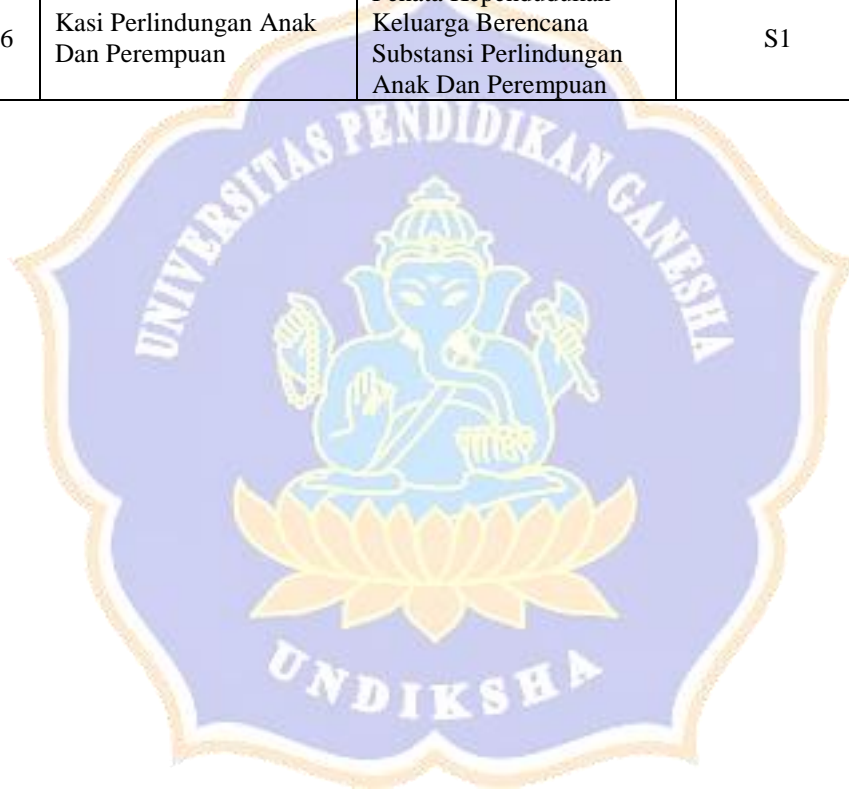 6
Kasi Perlindungan Anak
Dan Perempuan
Keluarga Berencana
Substansi Perlindungan
Anak Dan Perempuan
S1
UNIVERSITAS PENDIDIKAN GANESHA
UNDIKSHA